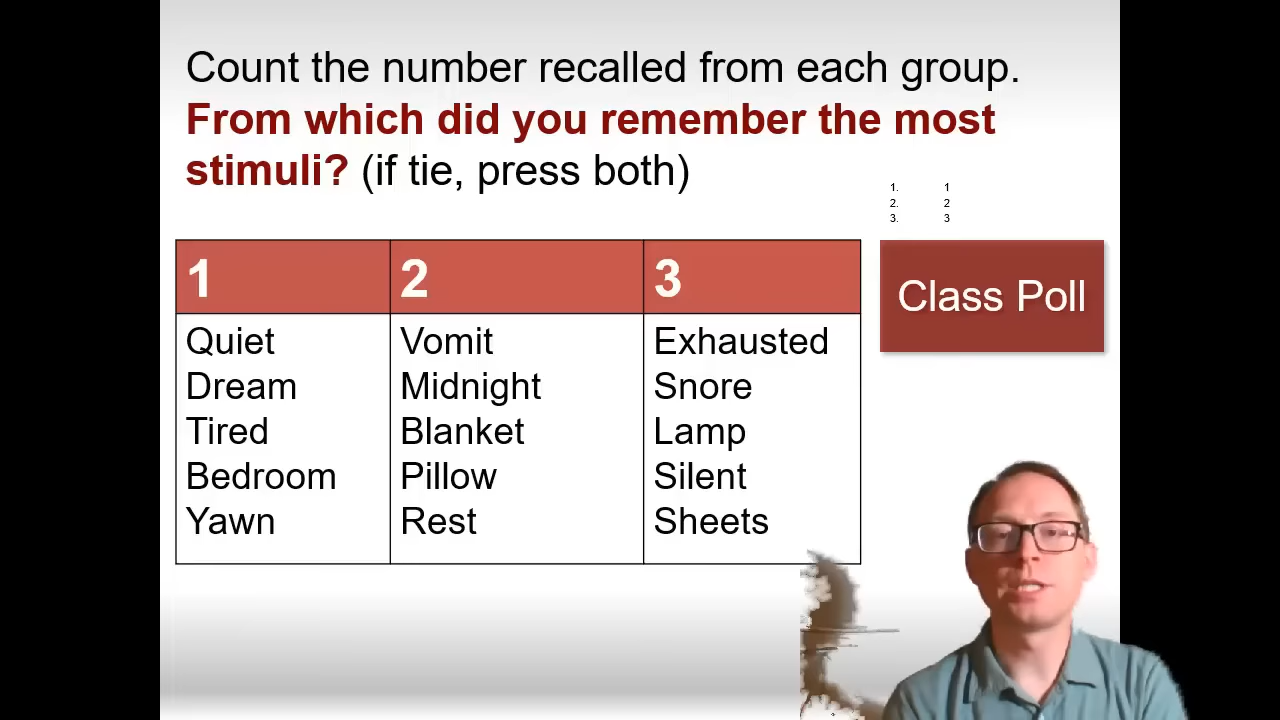 Count the number recalled from each group.
From which did you remember the most
stimuli? (if tie, press both)
1. 1
2. 2
3. 3
1 2 3
Class Poll
Quiet Vomit Exhausted
Dream Midnight Snore
Tired Blanket Lamp
Bedroom Pillow Silent
Yawn Rest Sheets